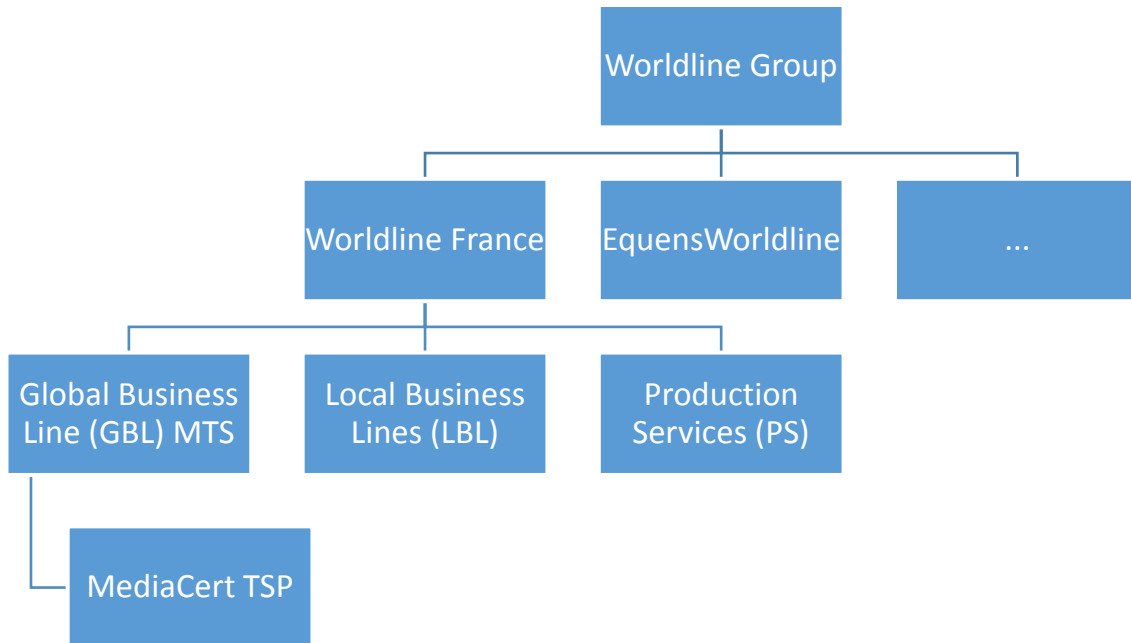 Worldline Group
Worldline France
EquensWorldline
...
Global Business
Line (GBL) MTS
Local Business
Lines (LBL)
Production
Services (PS)
MediaCert TSP